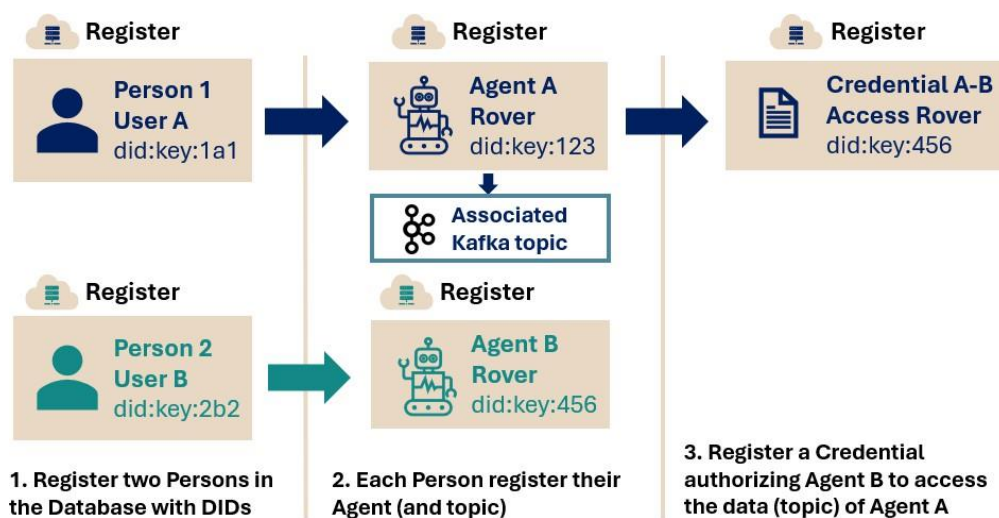 Register
Person 1
User A
did:key:1a1
Register
Agent A
Rover
did:key:123
Associated
Kafka topic
Register
Credential A-B
Access Rover
did:key:456
Register
Person 2
User B
did:key:2b2
Register
Agent B
Rover
did:key:456
1. Register two Persons in
the Database with DIDs
2. Each Person register their
Agent (and topic)
3. Register a Credential
authorizing Agent B to access
the data (topic) of Agent A